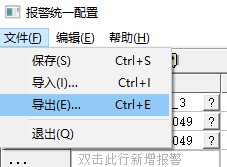 报警统一配置
文件(F) 编辑(E) 帮助(H)
保存(S) Ctrl+S
导入(I)... Ctrl+I
导出(E)... Ctrl+E
_3 ?
049 ?
退出(Q)
049 ?
... 双击此行新增报警